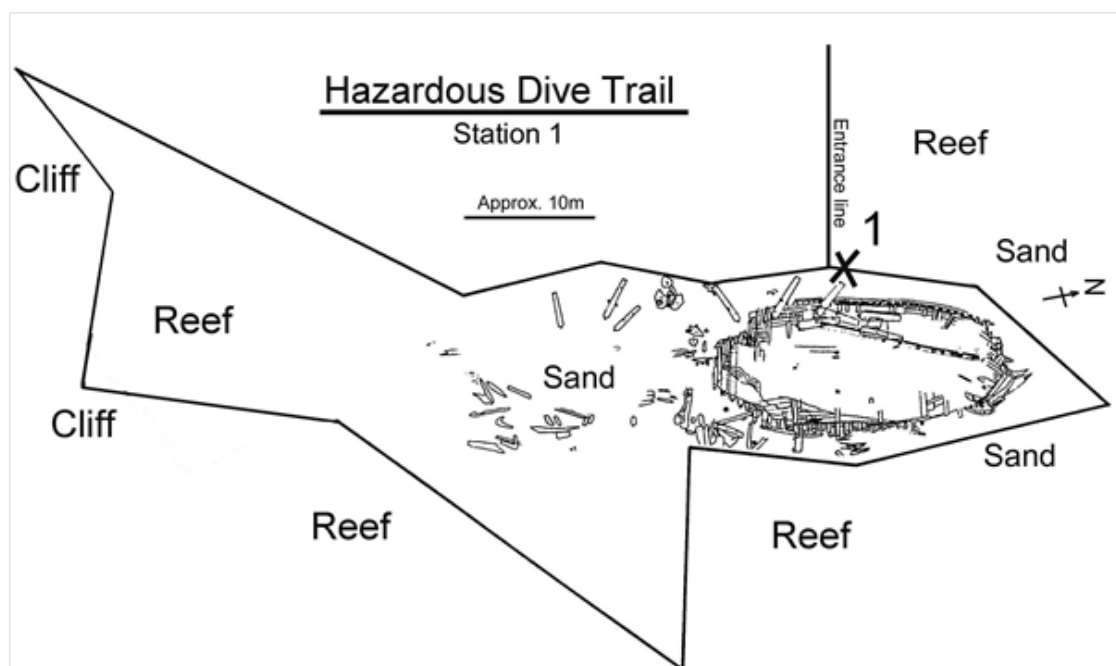 Hazardous Dive Trail
Station 1
Approx. 10m
Entrance line
Reef
1
Sand
N
Cliff
Reef
Sand
Cliff
Sand
Reef
Reef